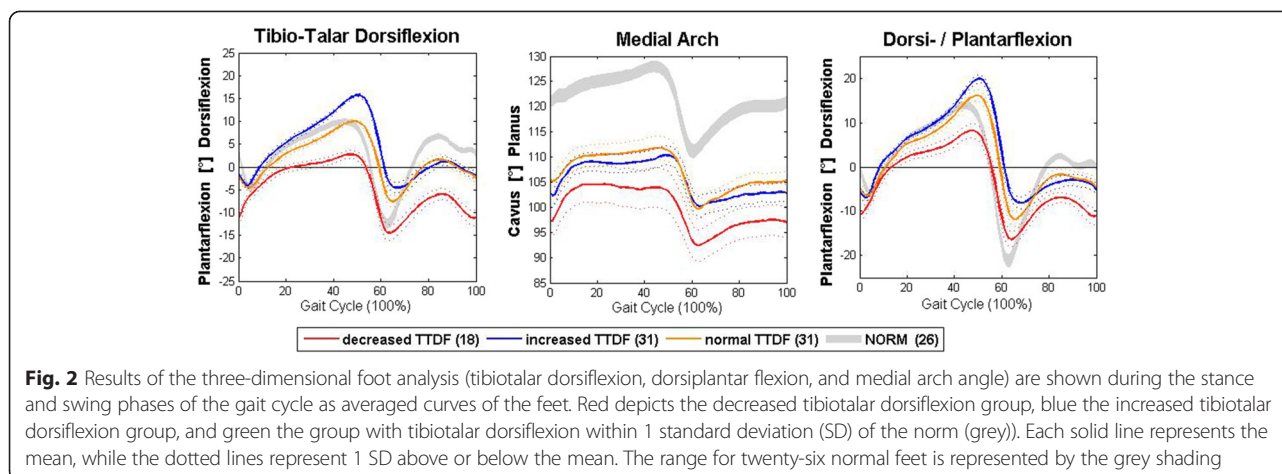 Tibio-Talar Dorsiflexion
Medial Arch
Dorsi- / Plantarflexion
Plantarflexion [°] Dorsiflexion
25
20
15
10
5
0
-5
-10
-15
-20
-25
0 20 40 60 80 100
Gait Cycle (100%)
Cavus [°] Planus
130
125
120
115
110
105
100
95
90
85
0 20 40 60 80 100
Gait Cycle (100%)
Plantarflexion [°] Dorsiflexion
20
10
0
-10
-20
0 20 40 60 80 100
Gait Cycle (100%)
decreased TTDF (18) increased TTDF (31) normal TTDF (31) NORM (26)
Fig. 2 Results of the three-dimensional foot analysis (tibiotalar dorsiflexion, dorsiplantar flexion, and medial arch angle) are shown during the stance
and swing phases of the gait cycle as averaged curves of the feet. Red depicts the decreased tibiotalar dorsiflexion group, blue the increased tibiotalar
dorsiflexion group, and green the group with tibiotalar dorsiflexion within 1 standard deviation (SD) of the norm (grey)). Each solid line represents the
mean, while the dotted lines represent 1 SD above or below the mean. The range for twenty-six normal feet is represented by the grey shading